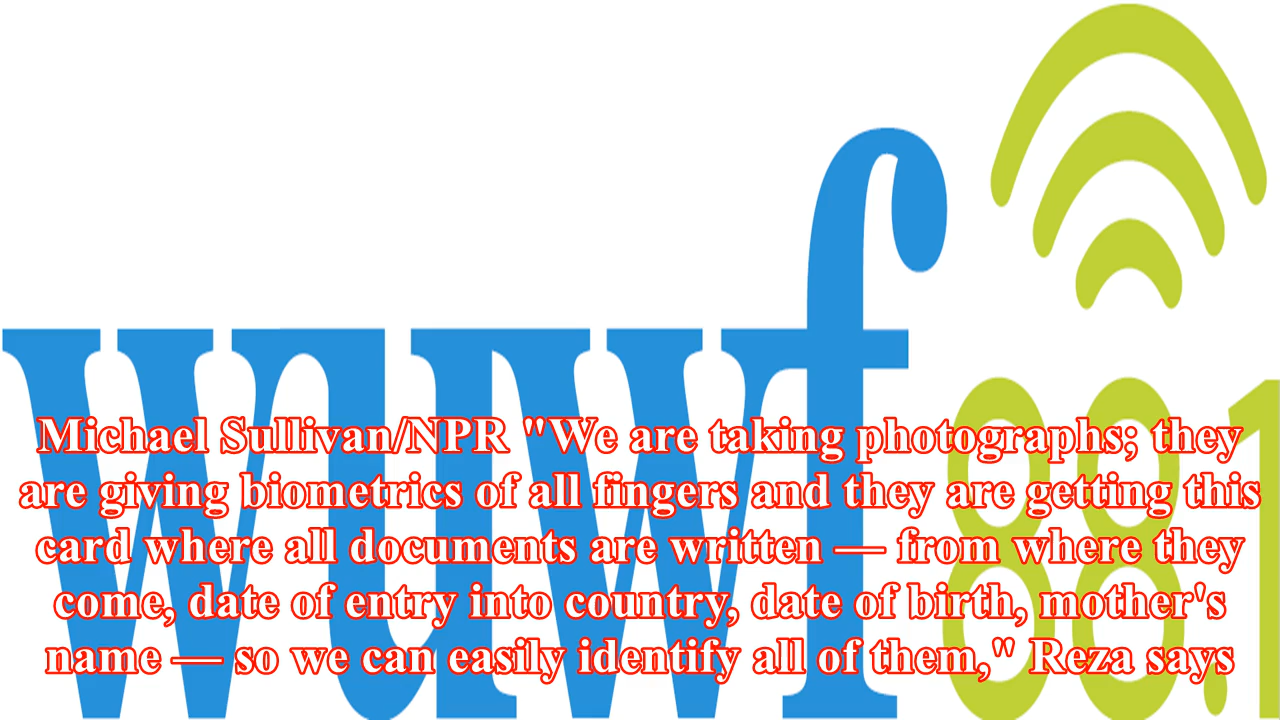 wuwf
88.1
Michael Sullivan/NPR "We are taking photographs; they
are giving biometrics of all fingers and they are getting this
card where all documents are written — from where they
come, date of entry into country, date of birth, mother's
name — so we can easily identify all of them," Reza says